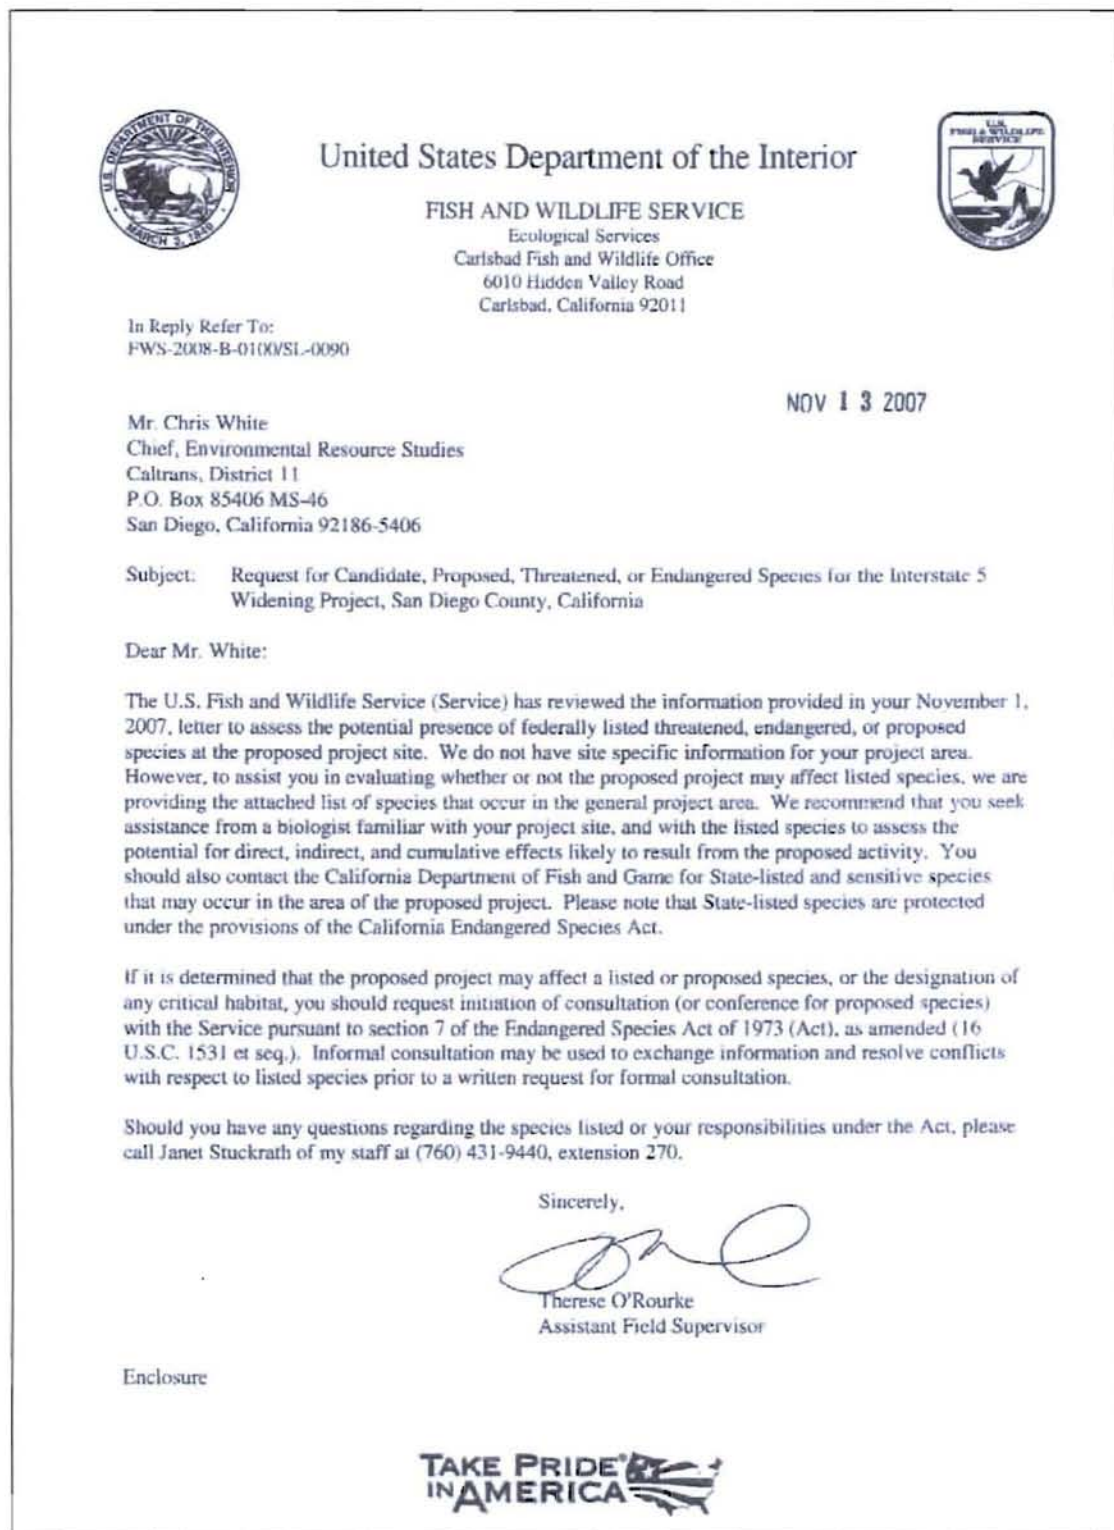 U.S. DEPARTMENT OF THE INTERIOR
MARCH 3, 1849
U.S.
FISH & WILDLIFE
SERVICE
DEPARTMENT OF THE INTERIOR
United States Department of the Interior
FISH AND WILDLIFE SERVICE
Ecological Services
Carlsbad Fish and Wildlife Office
6010 Hidden Valley Road
Carlsbad, California 92011
In Reply Refer To:
FWS-2008-B-0100/SL-0090
NOV 13 2007
Mr. Chris White
Chief, Environmental Resource Studies
Caltrans, District 11
P.O. Box 85406 MS-46
San Diego, California 92186-5406
Subject: Request for Candidate, Proposed, Threatened, or Endangered Species for the Interstate 5
Widening Project, San Diego County, California
Dear Mr. White:
The U.S. Fish and Wildlife Service (Service) has reviewed the information provided in your November 1,
2007, letter to assess the potential presence of federally listed threatened, endangered, or proposed
species at the proposed project site. We do not have site specific information for your project area.
However, to assist you in evaluating whether or not the proposed project may affect listed species, we are
providing the attached list of species that occur in the general project area. We recommend that you seek
assistance from a biologist familiar with your project site, and with the listed species to assess the
potential for direct, indirect, and cumulative effects likely to result from the proposed activity. You
should also contact the California Department of Fish and Game for State-listed and sensitive species
that may occur in the area of the proposed project. Please note that State-listed species are protected
under the provisions of the California Endangered Species Act.
If it is determined that the proposed project may affect a listed or proposed species, or the designation of
any critical habitat, you should request initiation of consultation (or conference for proposed species)
with the Service pursuant to section 7 of the Endangered Species Act of 1973 (Act), as amended (16
U.S.C. 1531 et seq.). Informal consultation may be used to exchange information and resolve conflicts
with respect to listed species prior to a written request for formal consultation.
Should you have any questions regarding the species listed or your responsibilities under the Act, please
call Janet Stuckrath of my staff at (760) 431-9440, extension 270.
Sincerely,
Therese O'Rourke
Assistant Field Supervisor
Enclosure
TAKE PRIDE®
IN AMERICA